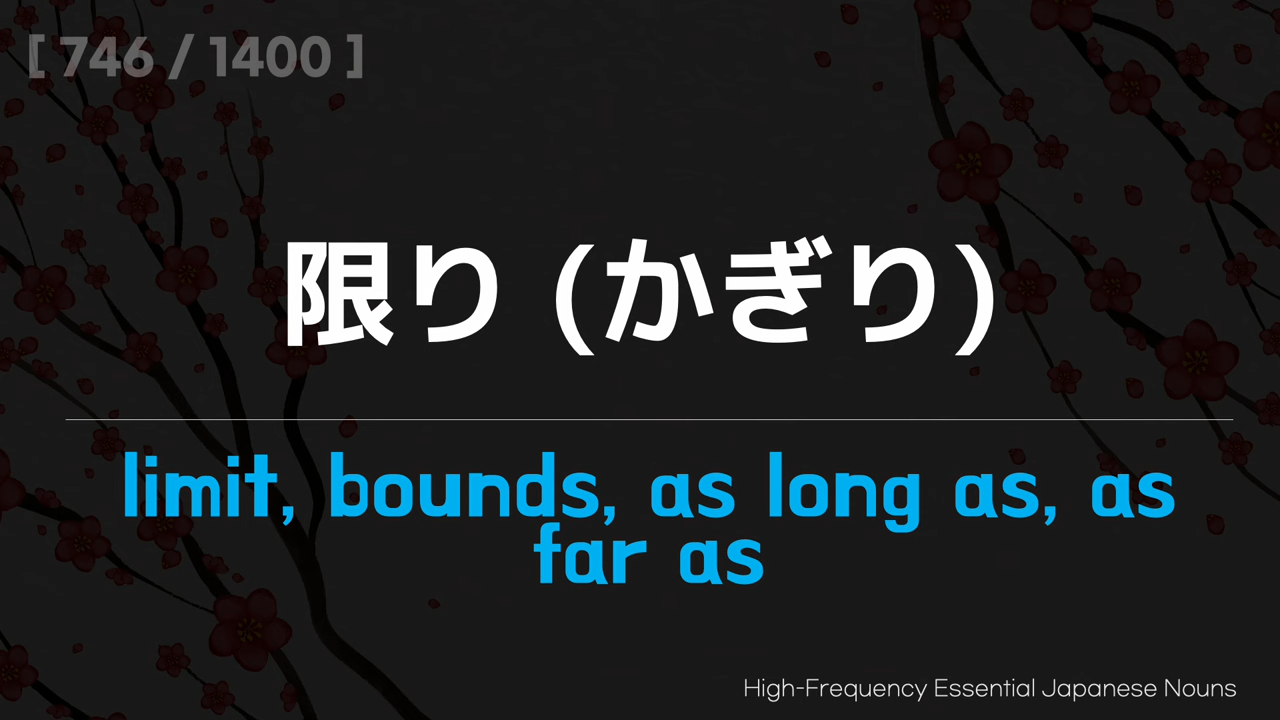 [ 746 / 1400 ]
限り (かぎり)
limit, bounds, as long as, as
far as
High-Frequency Essential Japanese Nouns